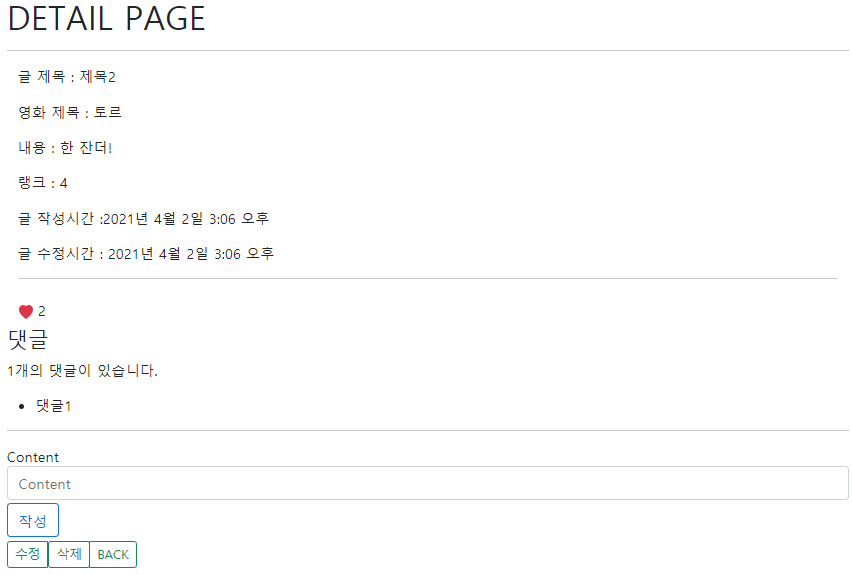 DETAIL PAGE
글 제목 : 제목2
영화 제목 : 토르
내용 : 한 잔더!
랭크 : 4
글 작성시간 :2021년 4월 2일 3:06 오후
글 수정시간 : 2021년 4월 2일 3:06 오후
2
댓글
1개의 댓글이 있습니다.
댓글1
Content
Content
작성
수정 삭제 BACK